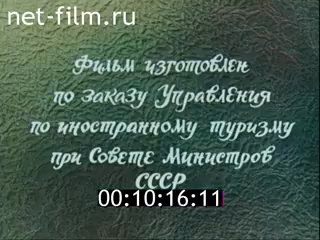 net-film.ru
Фильм изготовлен
по заказу Управления
по иностранному туризму
при Совете Министров
СССР
00:10:16:11